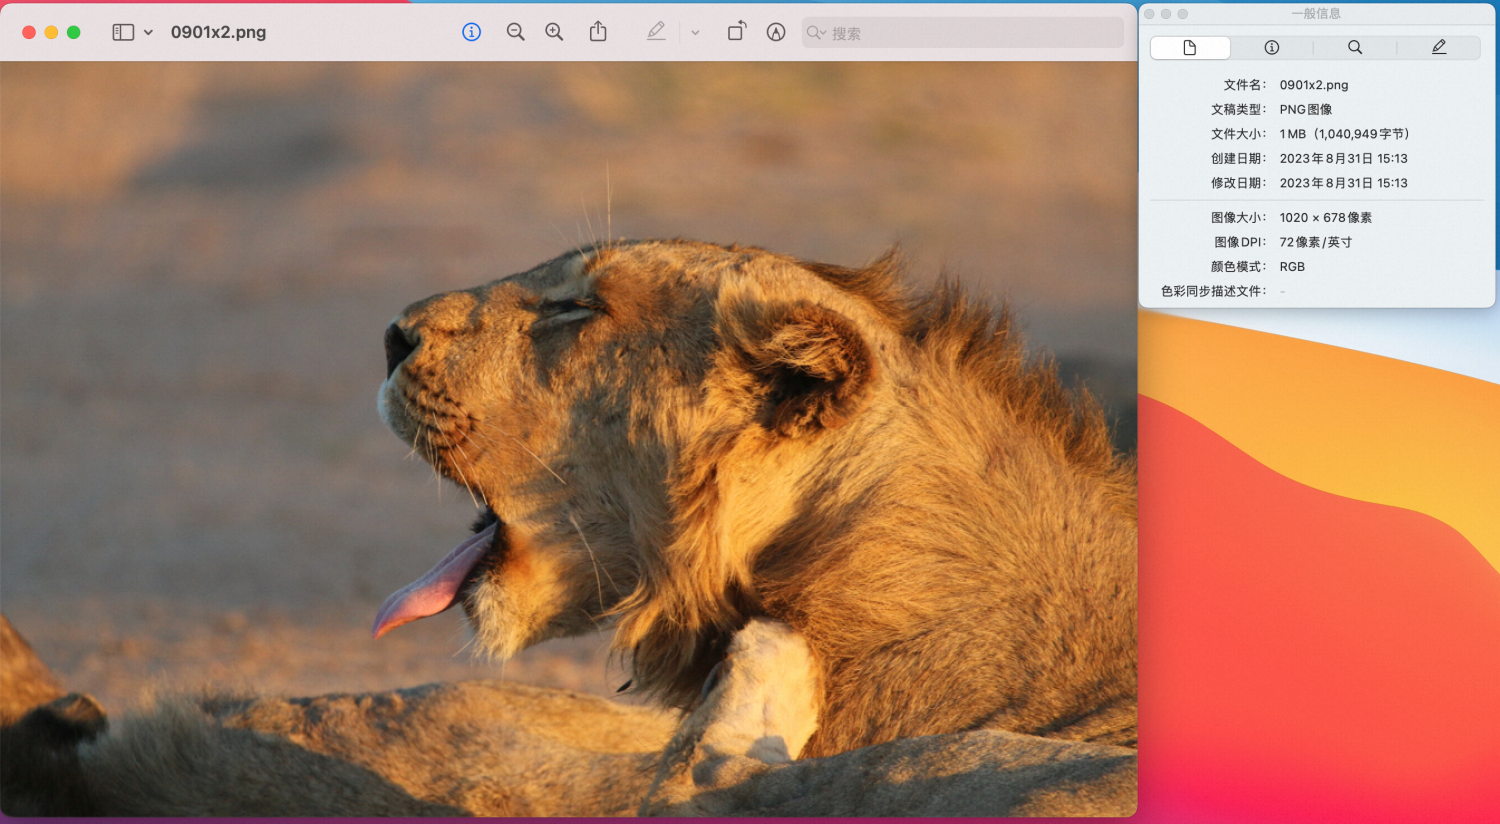 0901x2.png
搜索
一般信息
文件名： 0901x2.png
文稿类型： PNG图像
文件大小： 1 MB（1,040,949字节）
创建日期： 2023年8月31日 15:13
修改日期： 2023年8月31日 15:13
图像大小： 1020 × 678像素
图像DPI： 72像素/英寸
颜色模式： RGB
色彩同步描述文件： -